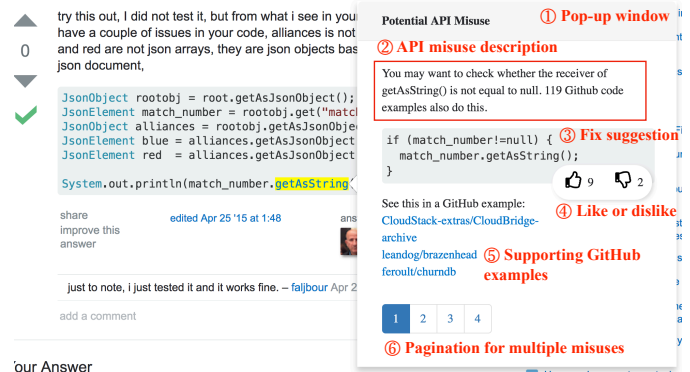 try this out, I did not test it, but from what i see in your
have a couple of issues in your code, alliances is not
and red are not json arrays, they are json objects bas
json document,
0
JsonObject rootobj = root.getAsJsonObject();
JsonElement match_number = rootobj.get("match
JsonObject alliances = rootobj.getAsJsonObje
JsonElement blue = alliances.getAsJsonObject
JsonElement red = alliances.getAsJsonObject
System.out.println(match_number.getAsString(
share
improve this
answer
edited Apr 25 '15 at 1:48
ans
just to note, i just tested it and it works fine. – faljbour Apr 2
add a comment
Your Answer
Potential API Misuse
① Pop-up window
② API misuse description
You may want to check whether the receiver of
getAsString() is not equal to null. 119 Github code
examples also do this.
if (match_number!=null) {
match_number.getAsString();
}
③ Fix suggestion
9 2
④ Like or dislike
See this in a GitHub example:
CloudStack-extras/CloudBridge-
archive
leandog/brazenhead
feroult/churndb
⑤ Supporting GitHub
examples
1 2 3 4
⑥ Pagination for multiple misuses